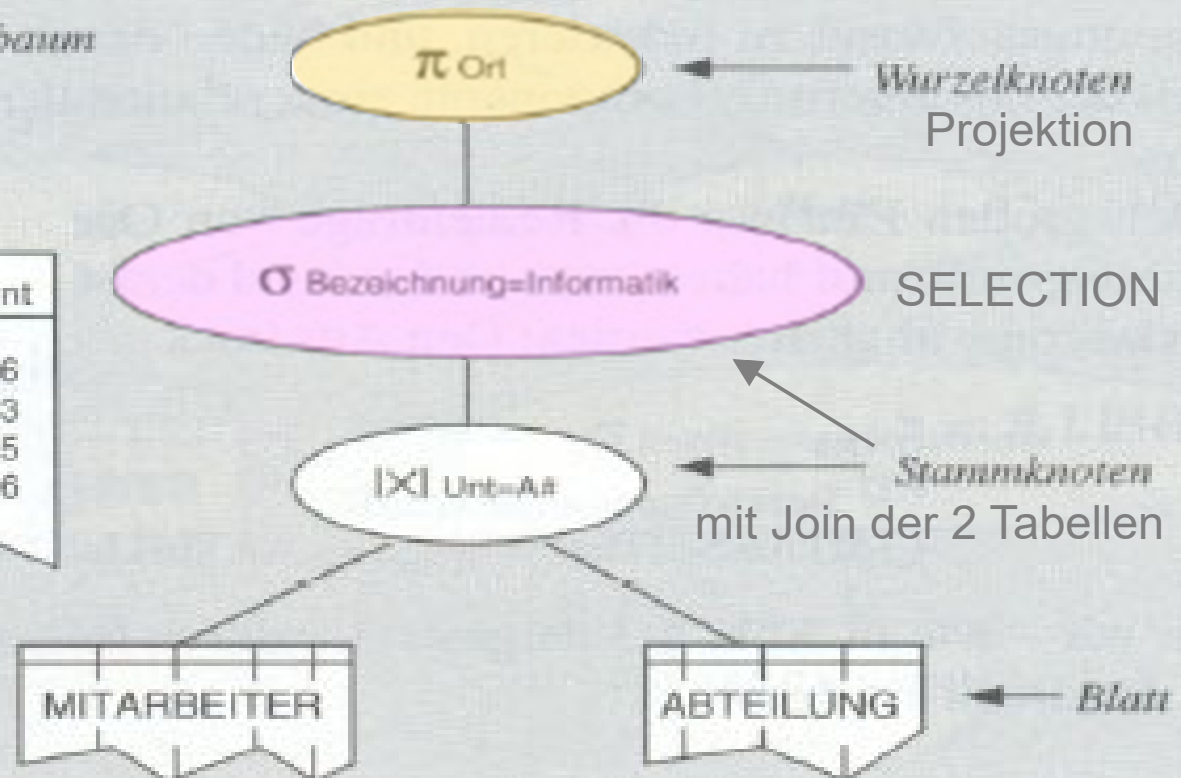 baum
π Ort
Wurzelknoten
Projektion
σ Bezeichnung=Informatik
SELECTION
nt
6
3
5
6
|×| Unt=A#
Stammknoten
mit Join der 2 Tabellen
MITARBEITER
ABTEILUNG
Blatt